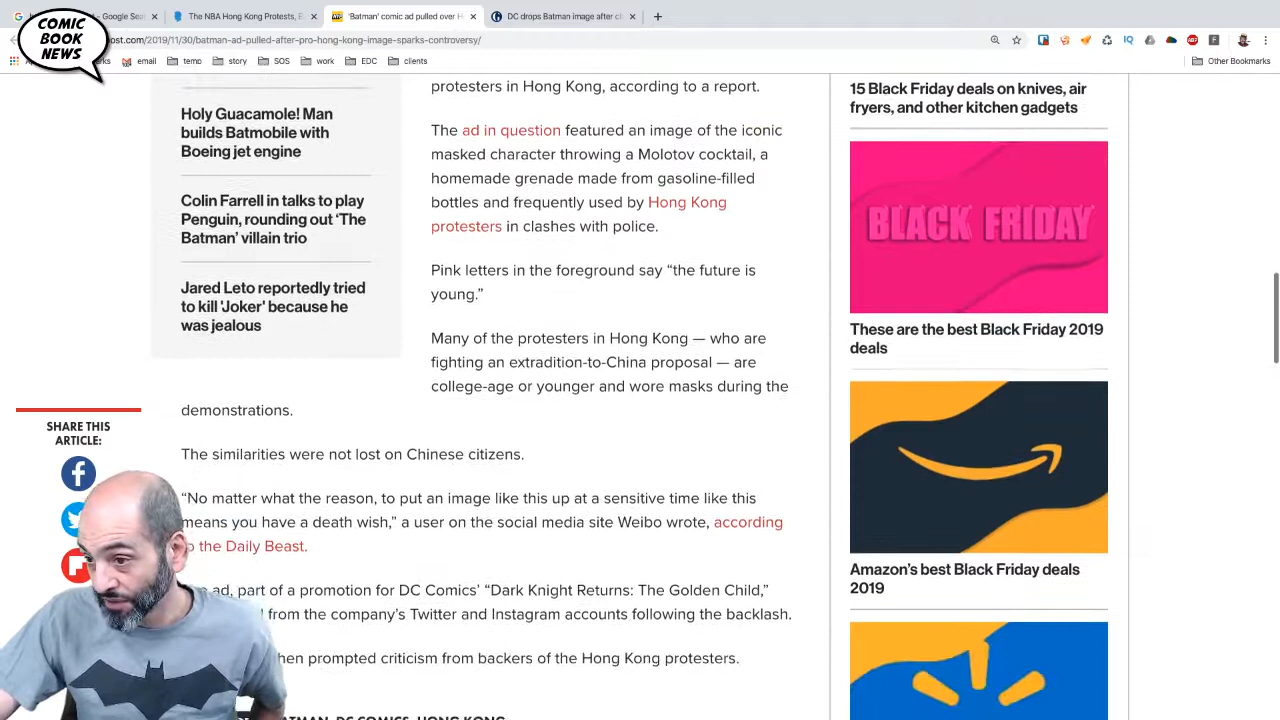 COMIC
BOOK
NEWS
Google Sea
The NBA Hong Kong Protests, E
'Batman' comic ad pulled over H
DC drops Batman image after cl
ost.com/2019/11/30/batman-ad-pulled-after-pro-hong-kong-image-sparks-controversy/
email
temp
story
SOS
work
EDC
clients
Other Bookmarks
Holy Guacamole! Man
builds Batmobile with
Boeing jet engine
Colin Farrell in talks to play
Penguin, rounding out ‘The
Batman’ villain trio
Jared Leto reportedly tried
to kill 'Joker' because he
was jealous
SHARE THIS
ARTICLE:
protesters in Hong Kong, according to a report.
The ad in question featured an image of the iconic
masked character throwing a Molotov cocktail, a
homemade grenade made from gasoline-filled
bottles and frequently used by Hong Kong
protesters in clashes with police.
Pink letters in the foreground say “the future is
young.”
Many of the protesters in Hong Kong — who are
fighting an extradition-to-China proposal — are
college-age or younger and wore masks during the
demonstrations.
The similarities were not lost on Chinese citizens.
“No matter what the reason, to put an image like this up at a sensitive time like this
means you have a death wish,” a user on the social media site Weibo wrote, according
the Daily Beast.
ad, part of a promotion for DC Comics’ “Dark Knight Returns: The Golden Child,”
from the company’s Twitter and Instagram accounts following the backlash.
hen prompted criticism from backers of the Hong Kong protesters.
BATMAN, DC COMICS, HONG KONG
15 Black Friday deals on knives, air
fryers, and other kitchen gadgets
BLACK FRIDAY
These are the best Black Friday 2019
deals
Amazon’s best Black Friday deals
2019